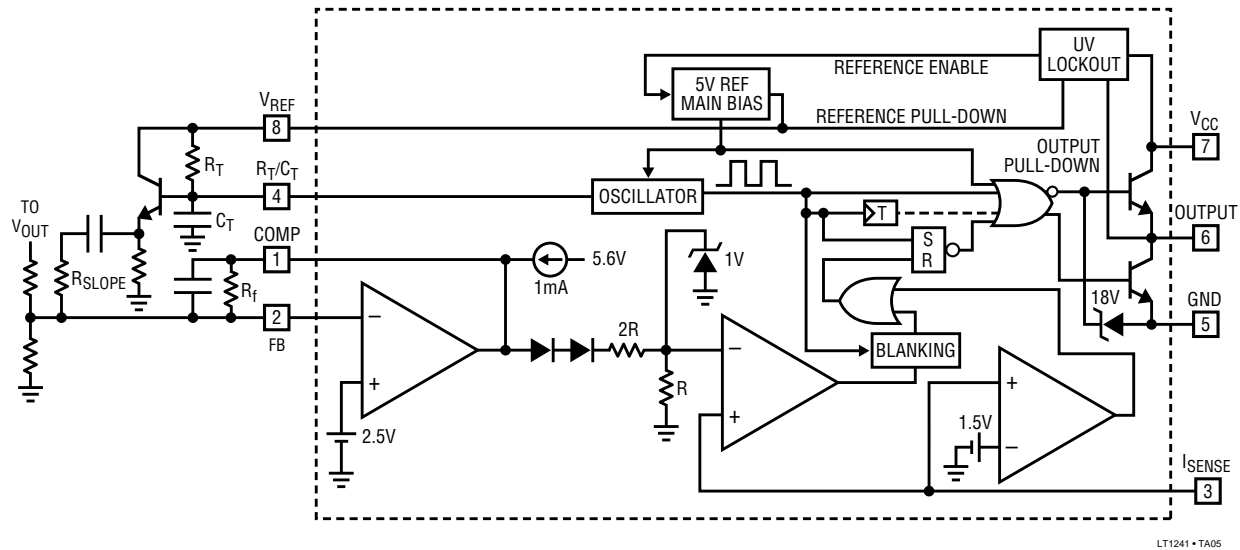 UV
LOCKOUT
REFERENCE ENABLE
5V REF
MAIN BIAS
REFERENCE PULL-DOWN
V_REF
8
V_CC
7
R_T
OUTPUT
PULL-DOWN
R_T/C_T
4
OSCILLATOR
T
OUTPUT
6
C_T
TO
V_OUT
COMP
1
S
R
5.6V
1mA
1V
R_SLOPE
R_f
18V
GND
5
2
FB
–
2R
–
BLANKING
+
R
+
+
1.5V
–
2.5V
I_SENSE
3
LT1241 • TA05